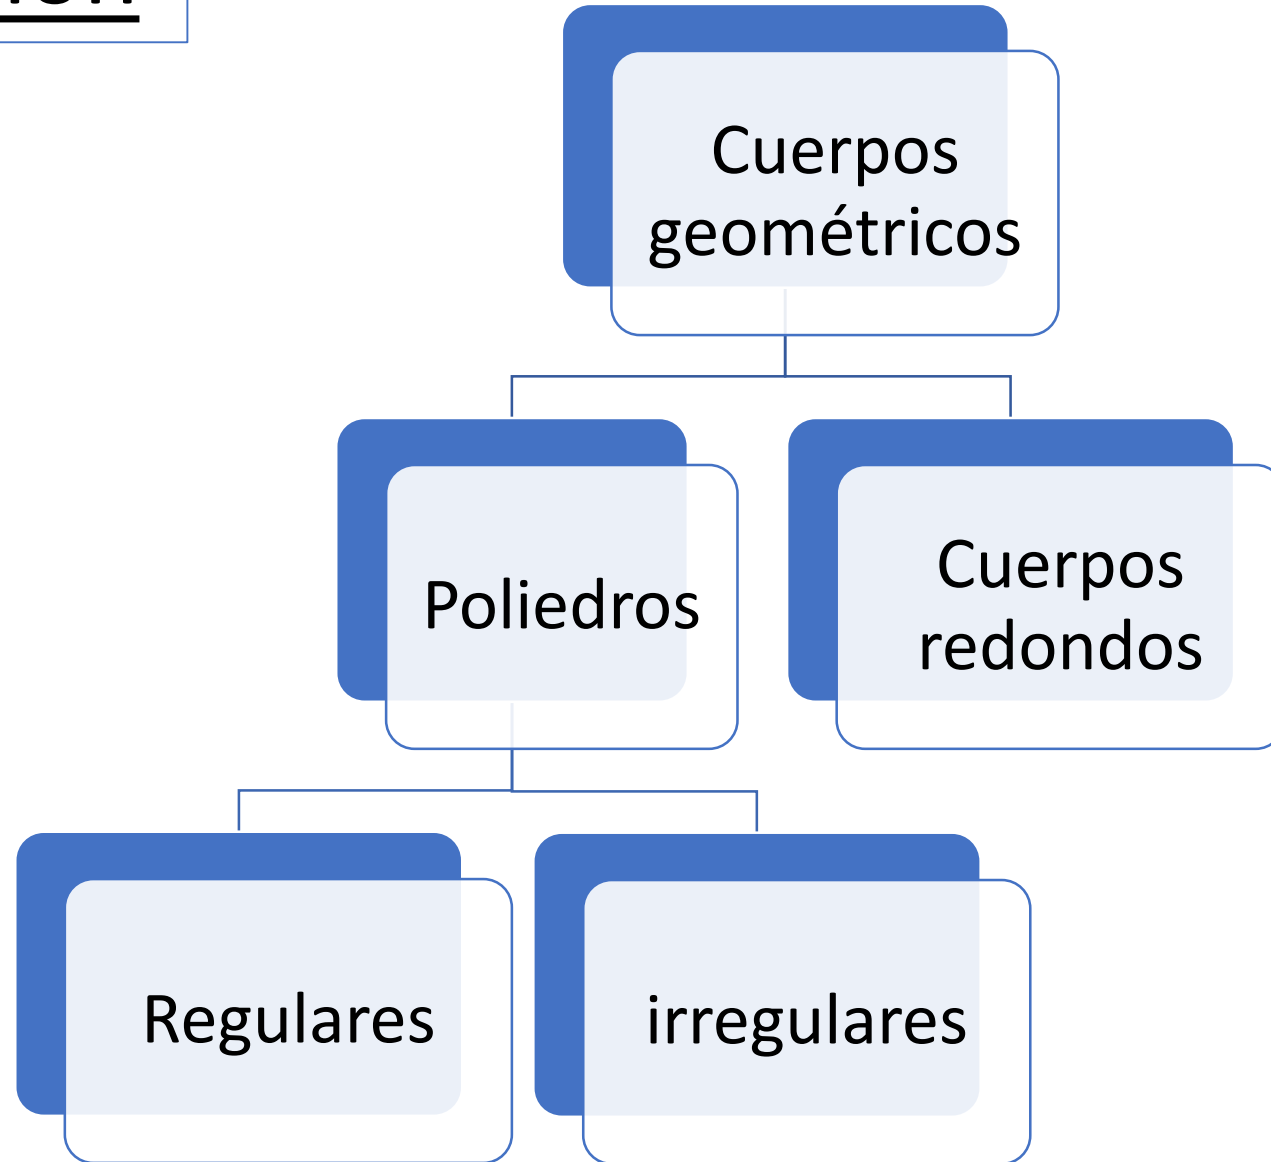 Cuerpos
geométricos
Poliedros
Cuerpos
redondos
Regulares
irregulares